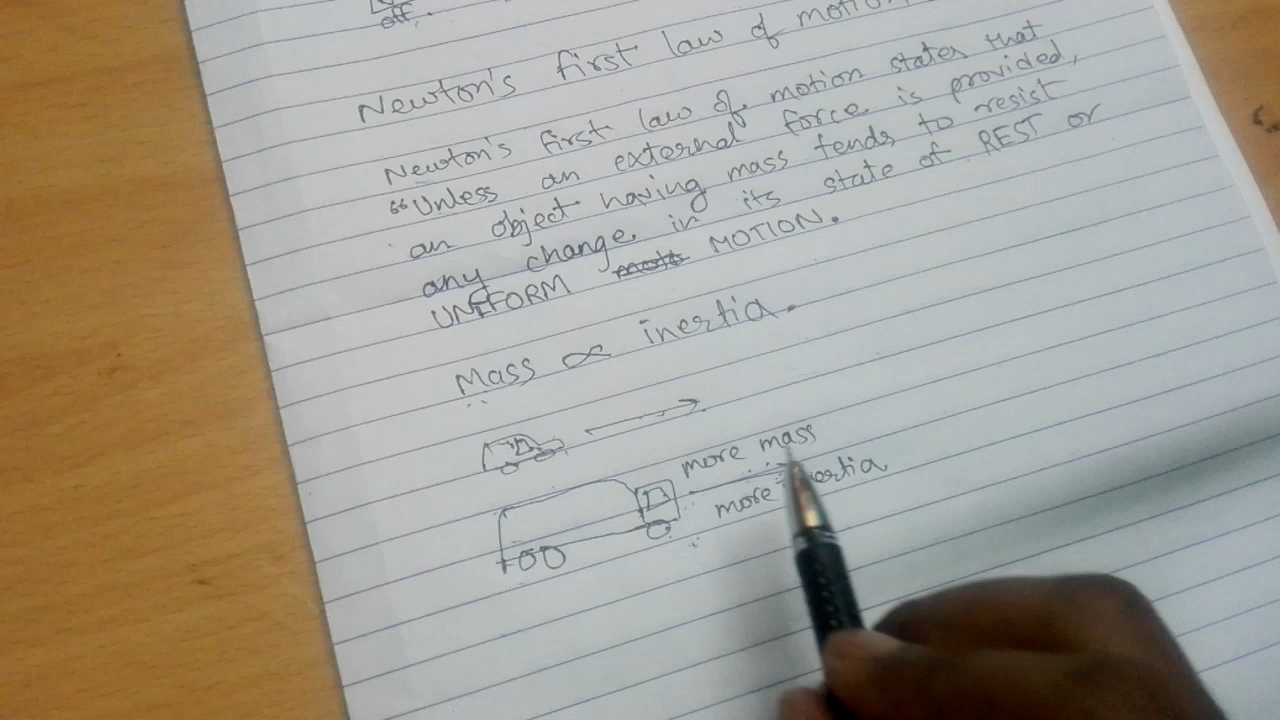 off.
Newton's first law of motion
Newton's first law of motion states that
"Unless an external force is provided,
an object having mass tends to resist
any change in its state of REST or
UNIFORM MOTION.
Mass ∝ inertia.
more mass
more inertia